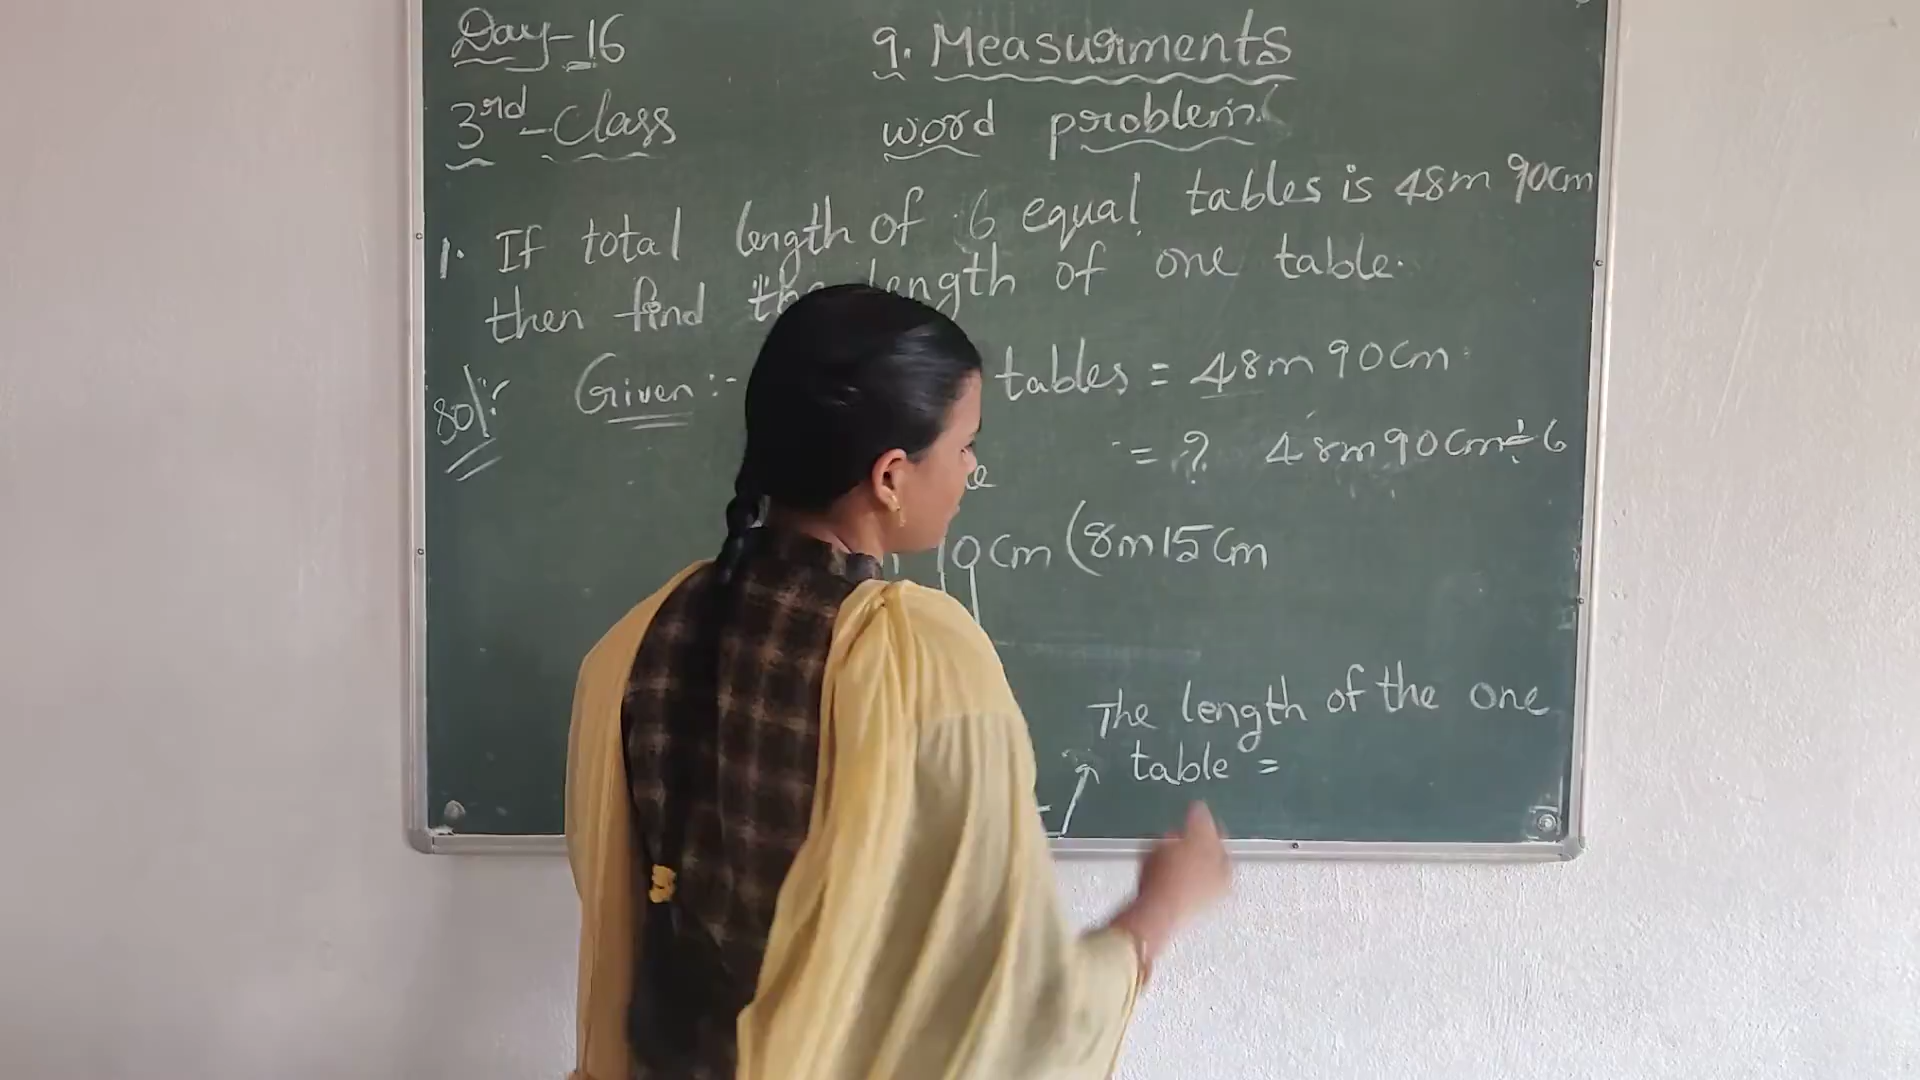 Day-16
9. Measurments
3rd-Class
word problem
1. If total length of 6 equal tables is 48m 90cm
then find the length of one table.
Sol: Given:- tables = 48m 90cm
= ? 48m 90cm÷6
0cm (8m15cm
The length of the one
table =